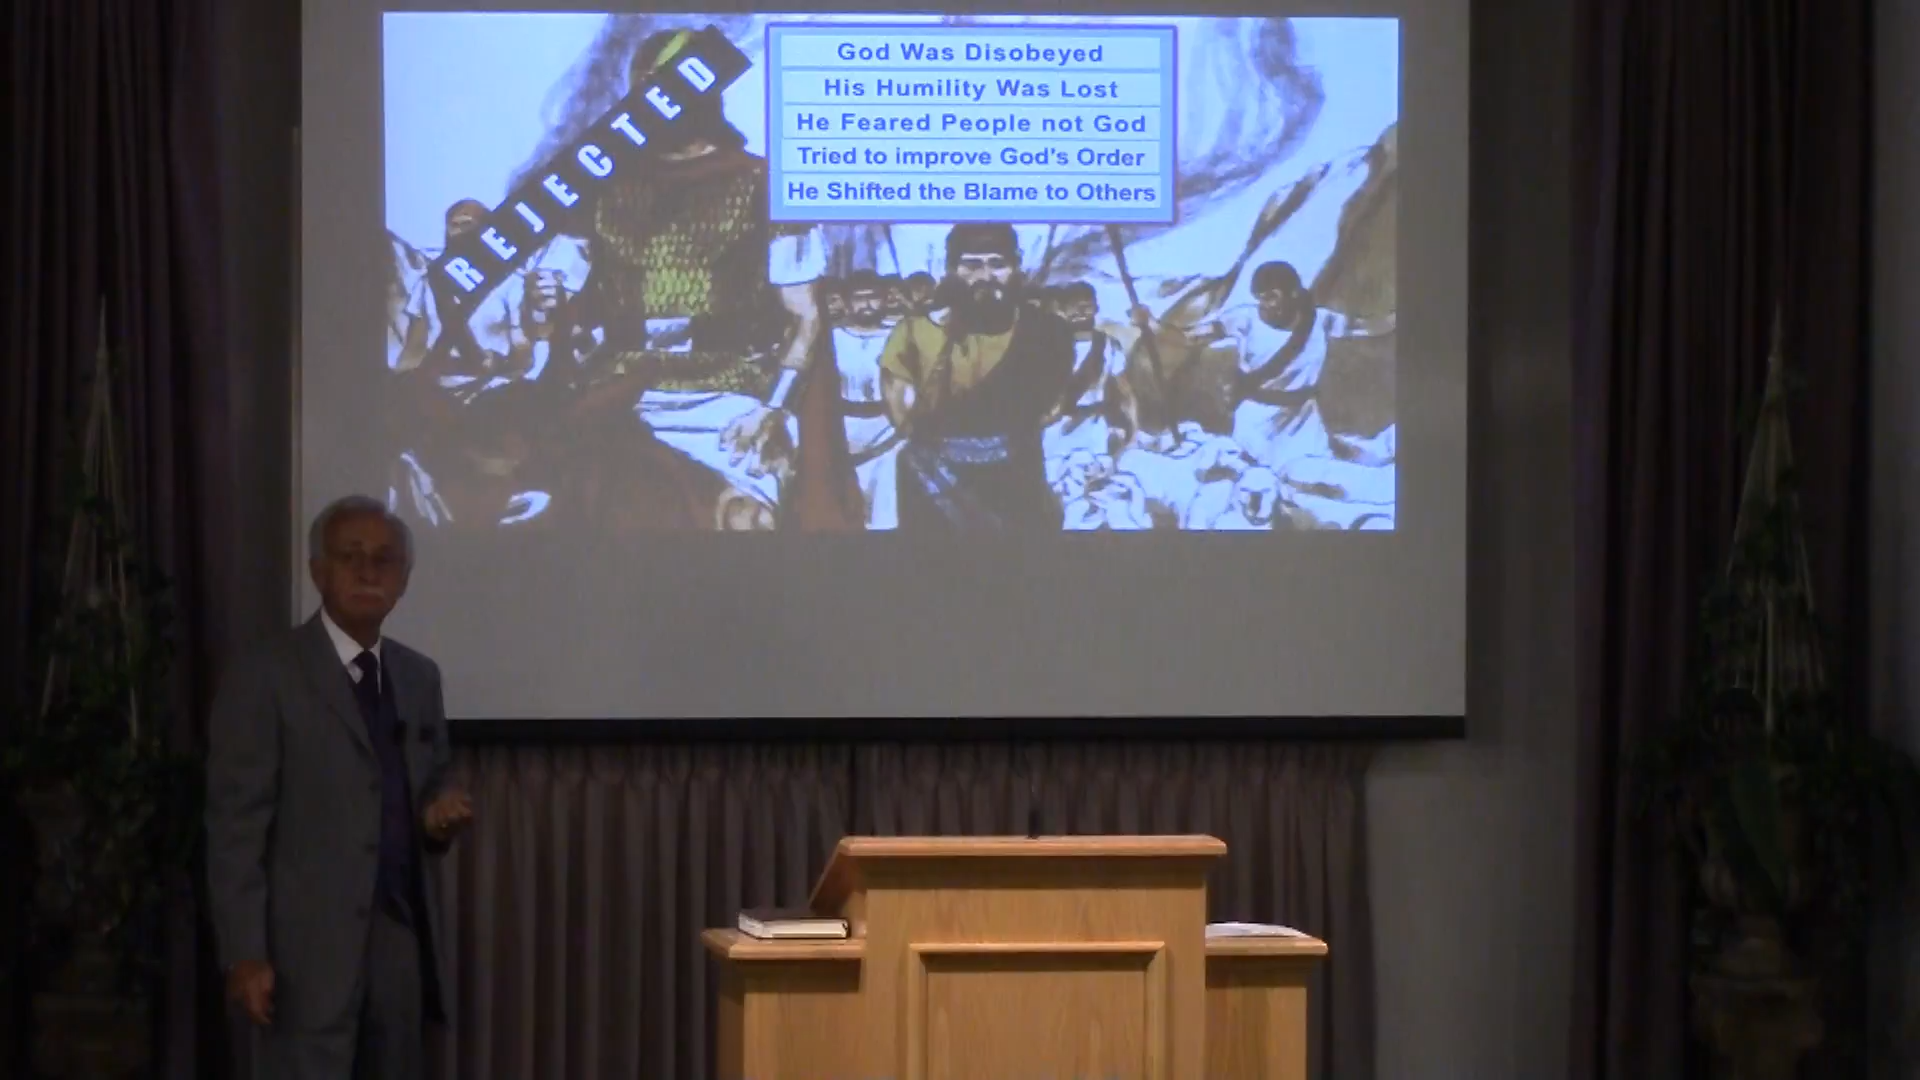 REJECTED
God Was Disobeyed
His Humility Was Lost
He Feared People not God
Tried to improve God's Order
He Shifted the Blame to Others